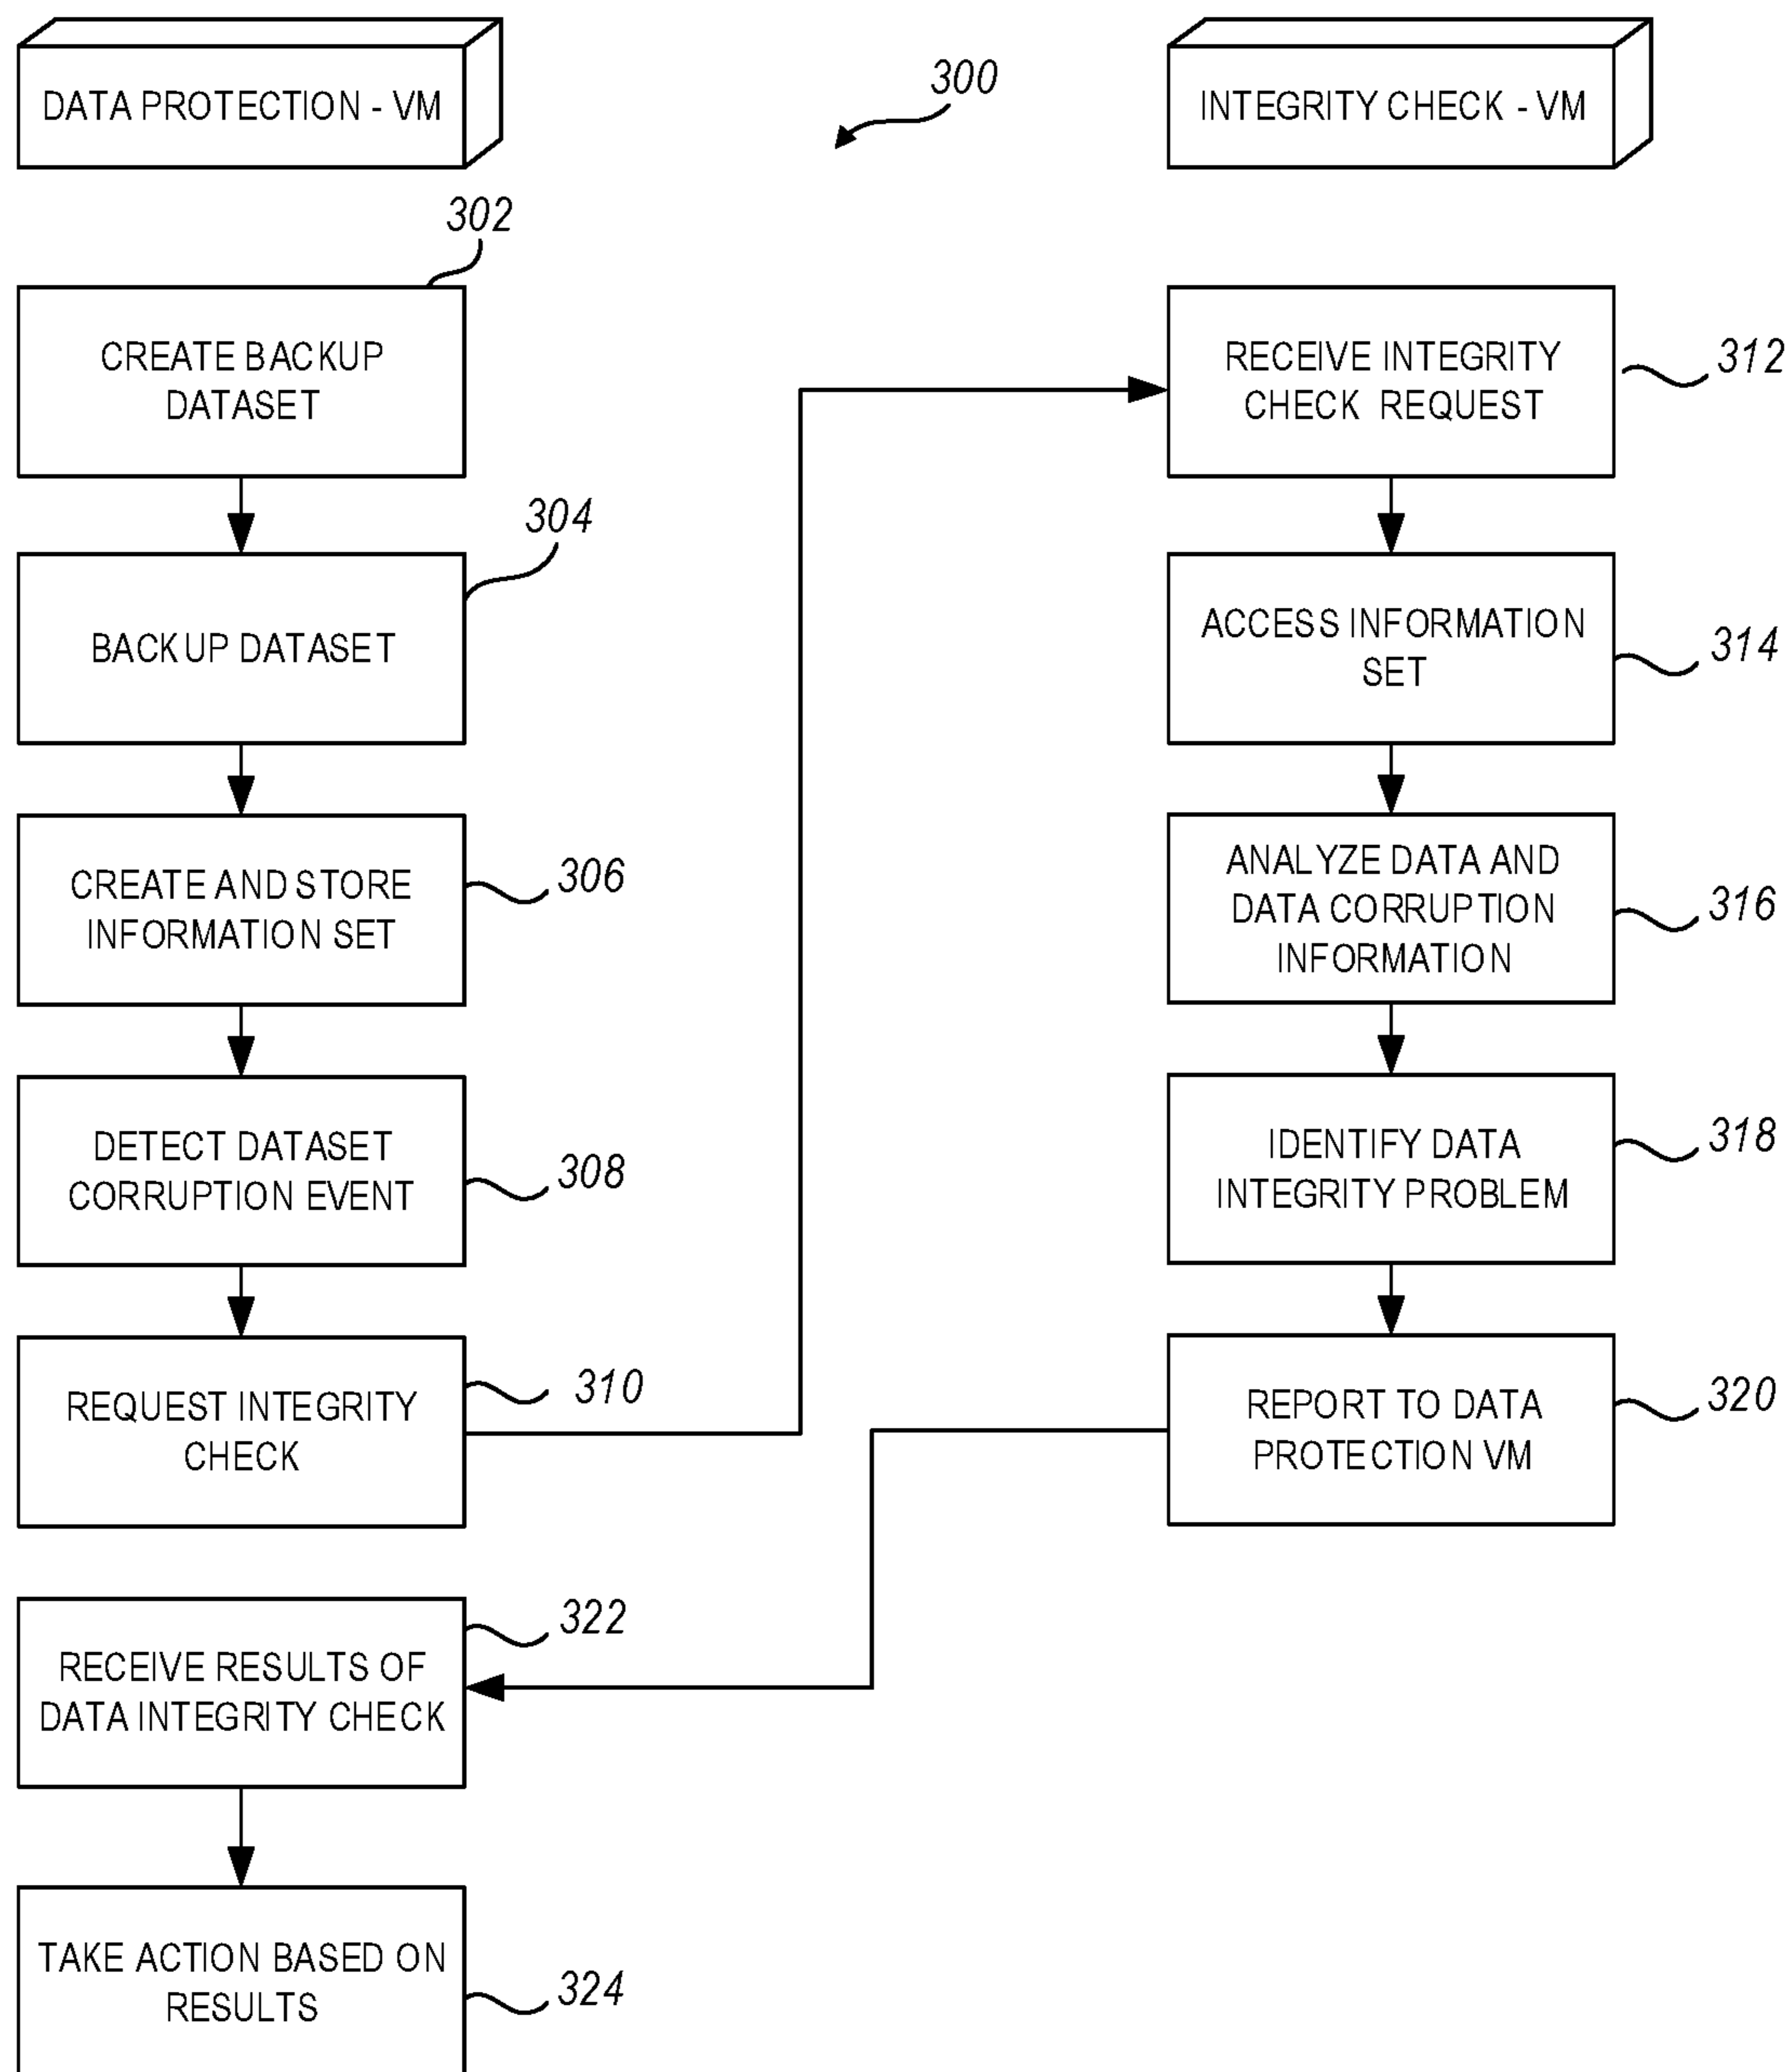 DATA PROTECTION - VM
300
INTEGRITY CHECK - VM
302
CREATE BACKUP
DATASET
304
BACKUP DATASET
306
CREATE AND STORE
INFORMATION SET
308
DETECT DATASET
CORRUPTION EVENT
310
REQUEST INTEGRITY
CHECK
312
RECEIVE INTEGRITY
CHECK REQUEST
314
ACCESS INFORMATION
SET
316
ANALYZE DATA AND
DATA CORRUPTION
INFORMATION
318
IDENTIFY DATA
INTEGRITY PROBLEM
320
REPORT TO DATA
PROTECTION VM
322
RECEIVE RESULTS OF
DATA INTEGRITY CHECK
324
TAKE ACTION BASED ON
RESULTS